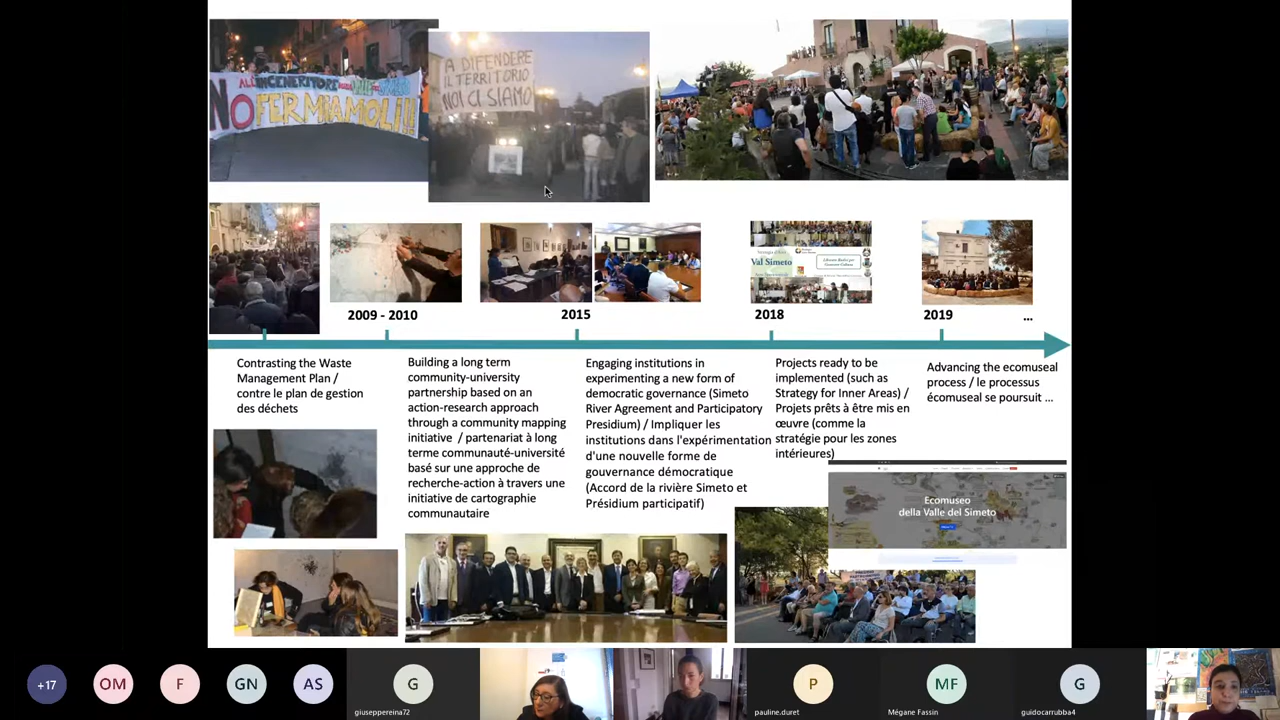 NO
FERMIAMOLI!!!
A DIFENDERE
IL TERRITORIO
NOI CI SIAMO
Val Simeto
2009 - 2010
2015
2018
2019
...
Contrasting the Waste
Management Plan /
contre le plan de gestion
des déchets
Building a long term
community-university
partnership based on an
action-research approach
through a community mapping
initiative / partenariat à long
terme communauté-université
basé sur une approche de
recherche-action à travers une
initiative de cartographie
communautaire
Engaging institutions in
experimenting a new form of
democratic governance (Simeto
River Agreement and Participatory
Presidium) / Impliquer les
institutions dans l'expérimentation
d'une nouvelle forme de
gouvernance démocratique
(Accord de la rivière Simeto et
Présidium participatif)
Projects ready to be
implemented (such as
Strategy for Inner Areas) /
Projets prêts à être mis en
œuvre (comme la
stratégie pour les zones
intérieures)
Advancing the ecomuseal
process / le processus
écomuséal se poursuit ...
Ecomuseo
della Valle del Simeto
+17
OM
F
GN
AS
G
giuseppereina72
P
pauline.duret
MF
Mégane Fassin
G
guidocarrubba4